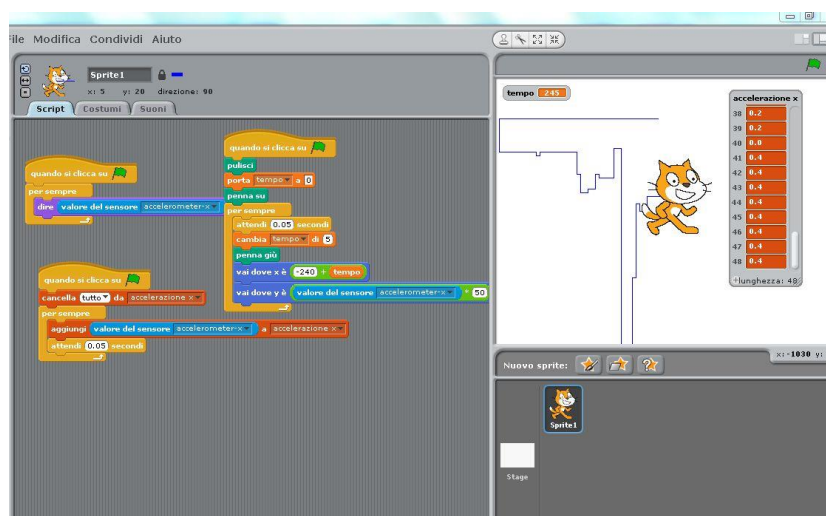 File Modifica Condividi Aiuto
Sprite1
x: 5 y: 20 direzione: 90
Script Costumi Suoni
quando si clicca su
per sempre
dire valore del sensore accelerometer-x
quando si clicca su
pulisci
porta tempo a 0
penna su
per sempre
attendi 0.05 secondi
cambia tempo di 5
penna giù
vai dove x è -240 + tempo
vai dove y è valore del sensore accelerometer-x * 50
quando si clicca su
cancella tutto da accelerazione x
per sempre
aggiungi valore del sensore accelerometer-x a accelerazione x
attendi 0.05 secondi
tempo 245
accelerazione x
38 0.2
39 0.2
40 0.0
41 0.4
42 0.4
43 0.4
44 0.4
45 0.4
46 0.4
47 0.4
48 0.4
+lunghezza: 48
x: -1030 y:
Nuovo sprite:
Sprite1
Stage